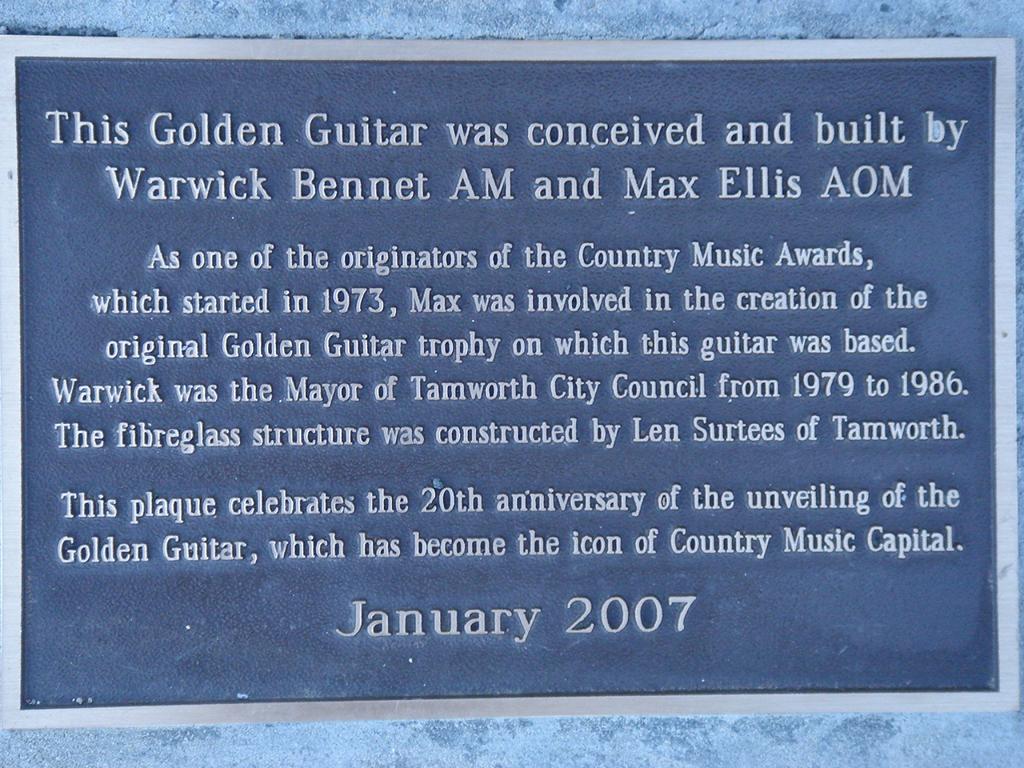 This Golden Guitar was conceived and built by
Warwick Bennet AM and Max Ellis AOM
As one of the originators of the Country Music Awards,
which started in 1973, Max was involved in the creation of the
original Golden Guitar trophy on which this guitar was based.
Warwick was the Mayor of Tamworth City Council from 1979 to 1986.
The fibreglass structure was constructed by Len Surtees of Tamworth.
This plaque celebrates the 20th anniversary of the unveiling of the
Golden Guitar, which has become the icon of Country Music Capital.
January 2007